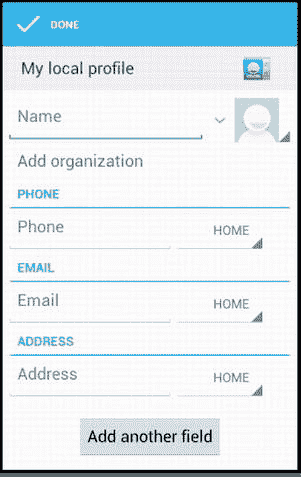 DONE
My local profile
Name
Add organization
PHONE
Phone HOME
EMAIL
Email HOME
ADDRESS
Address HOME
Add another field